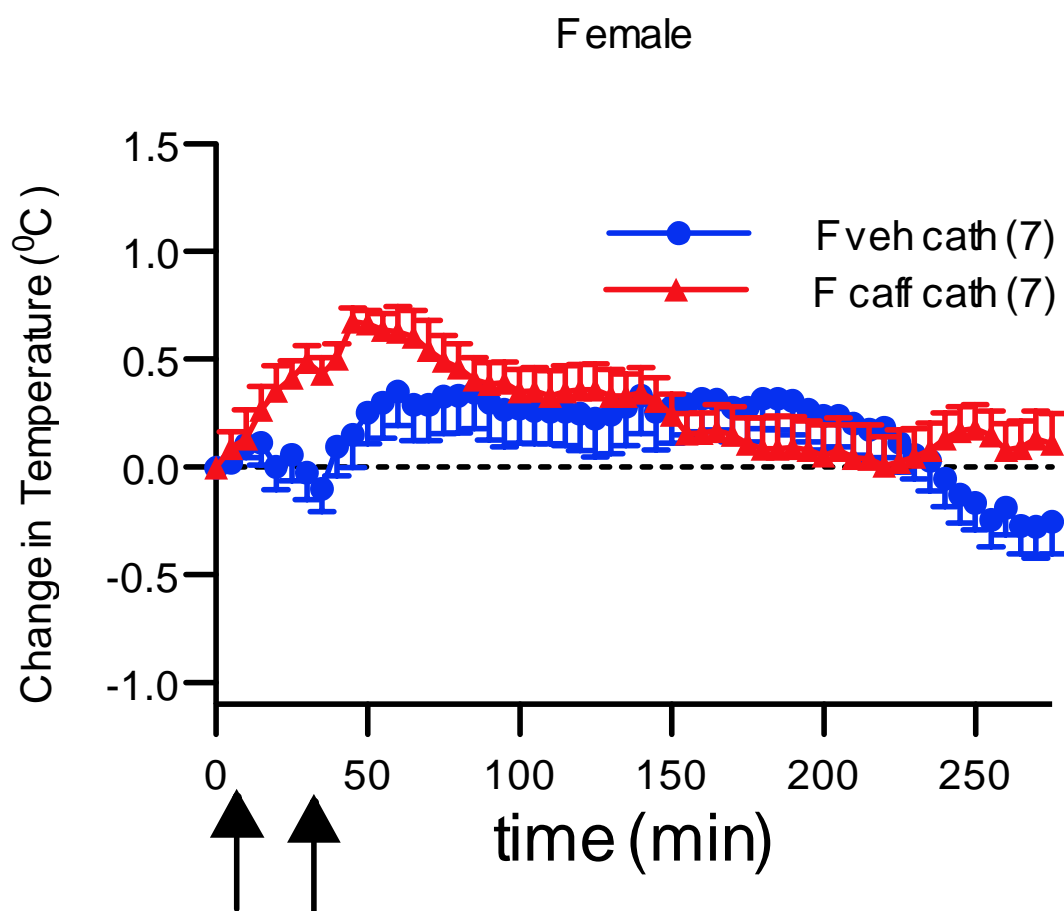 Female
Change in Temperature (⁰C)
1.5
1.0
0.5
0.0
-0.5
-1.0
F veh cath (7)
F caff cath (7)
0 50 100 150 200 250
time (min)